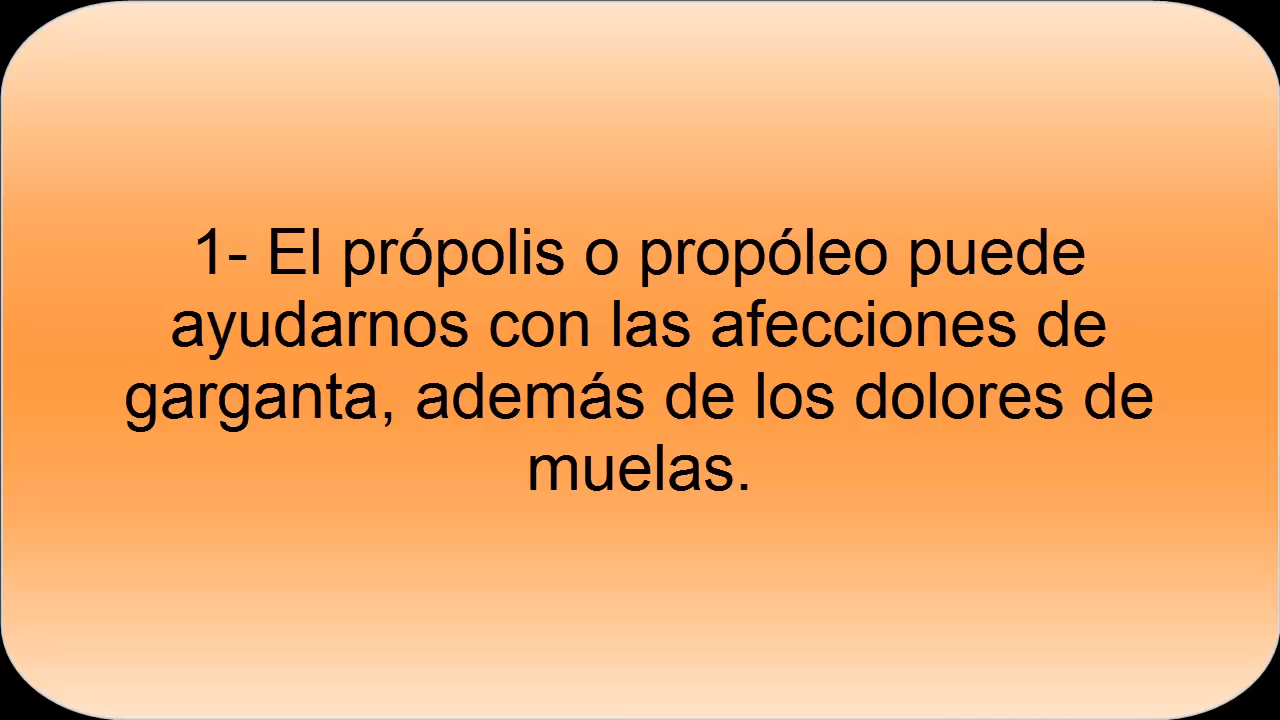 1- El própolis o propóleo puede
ayudarnos con las afecciones de
garganta, además de los dolores de
muelas.